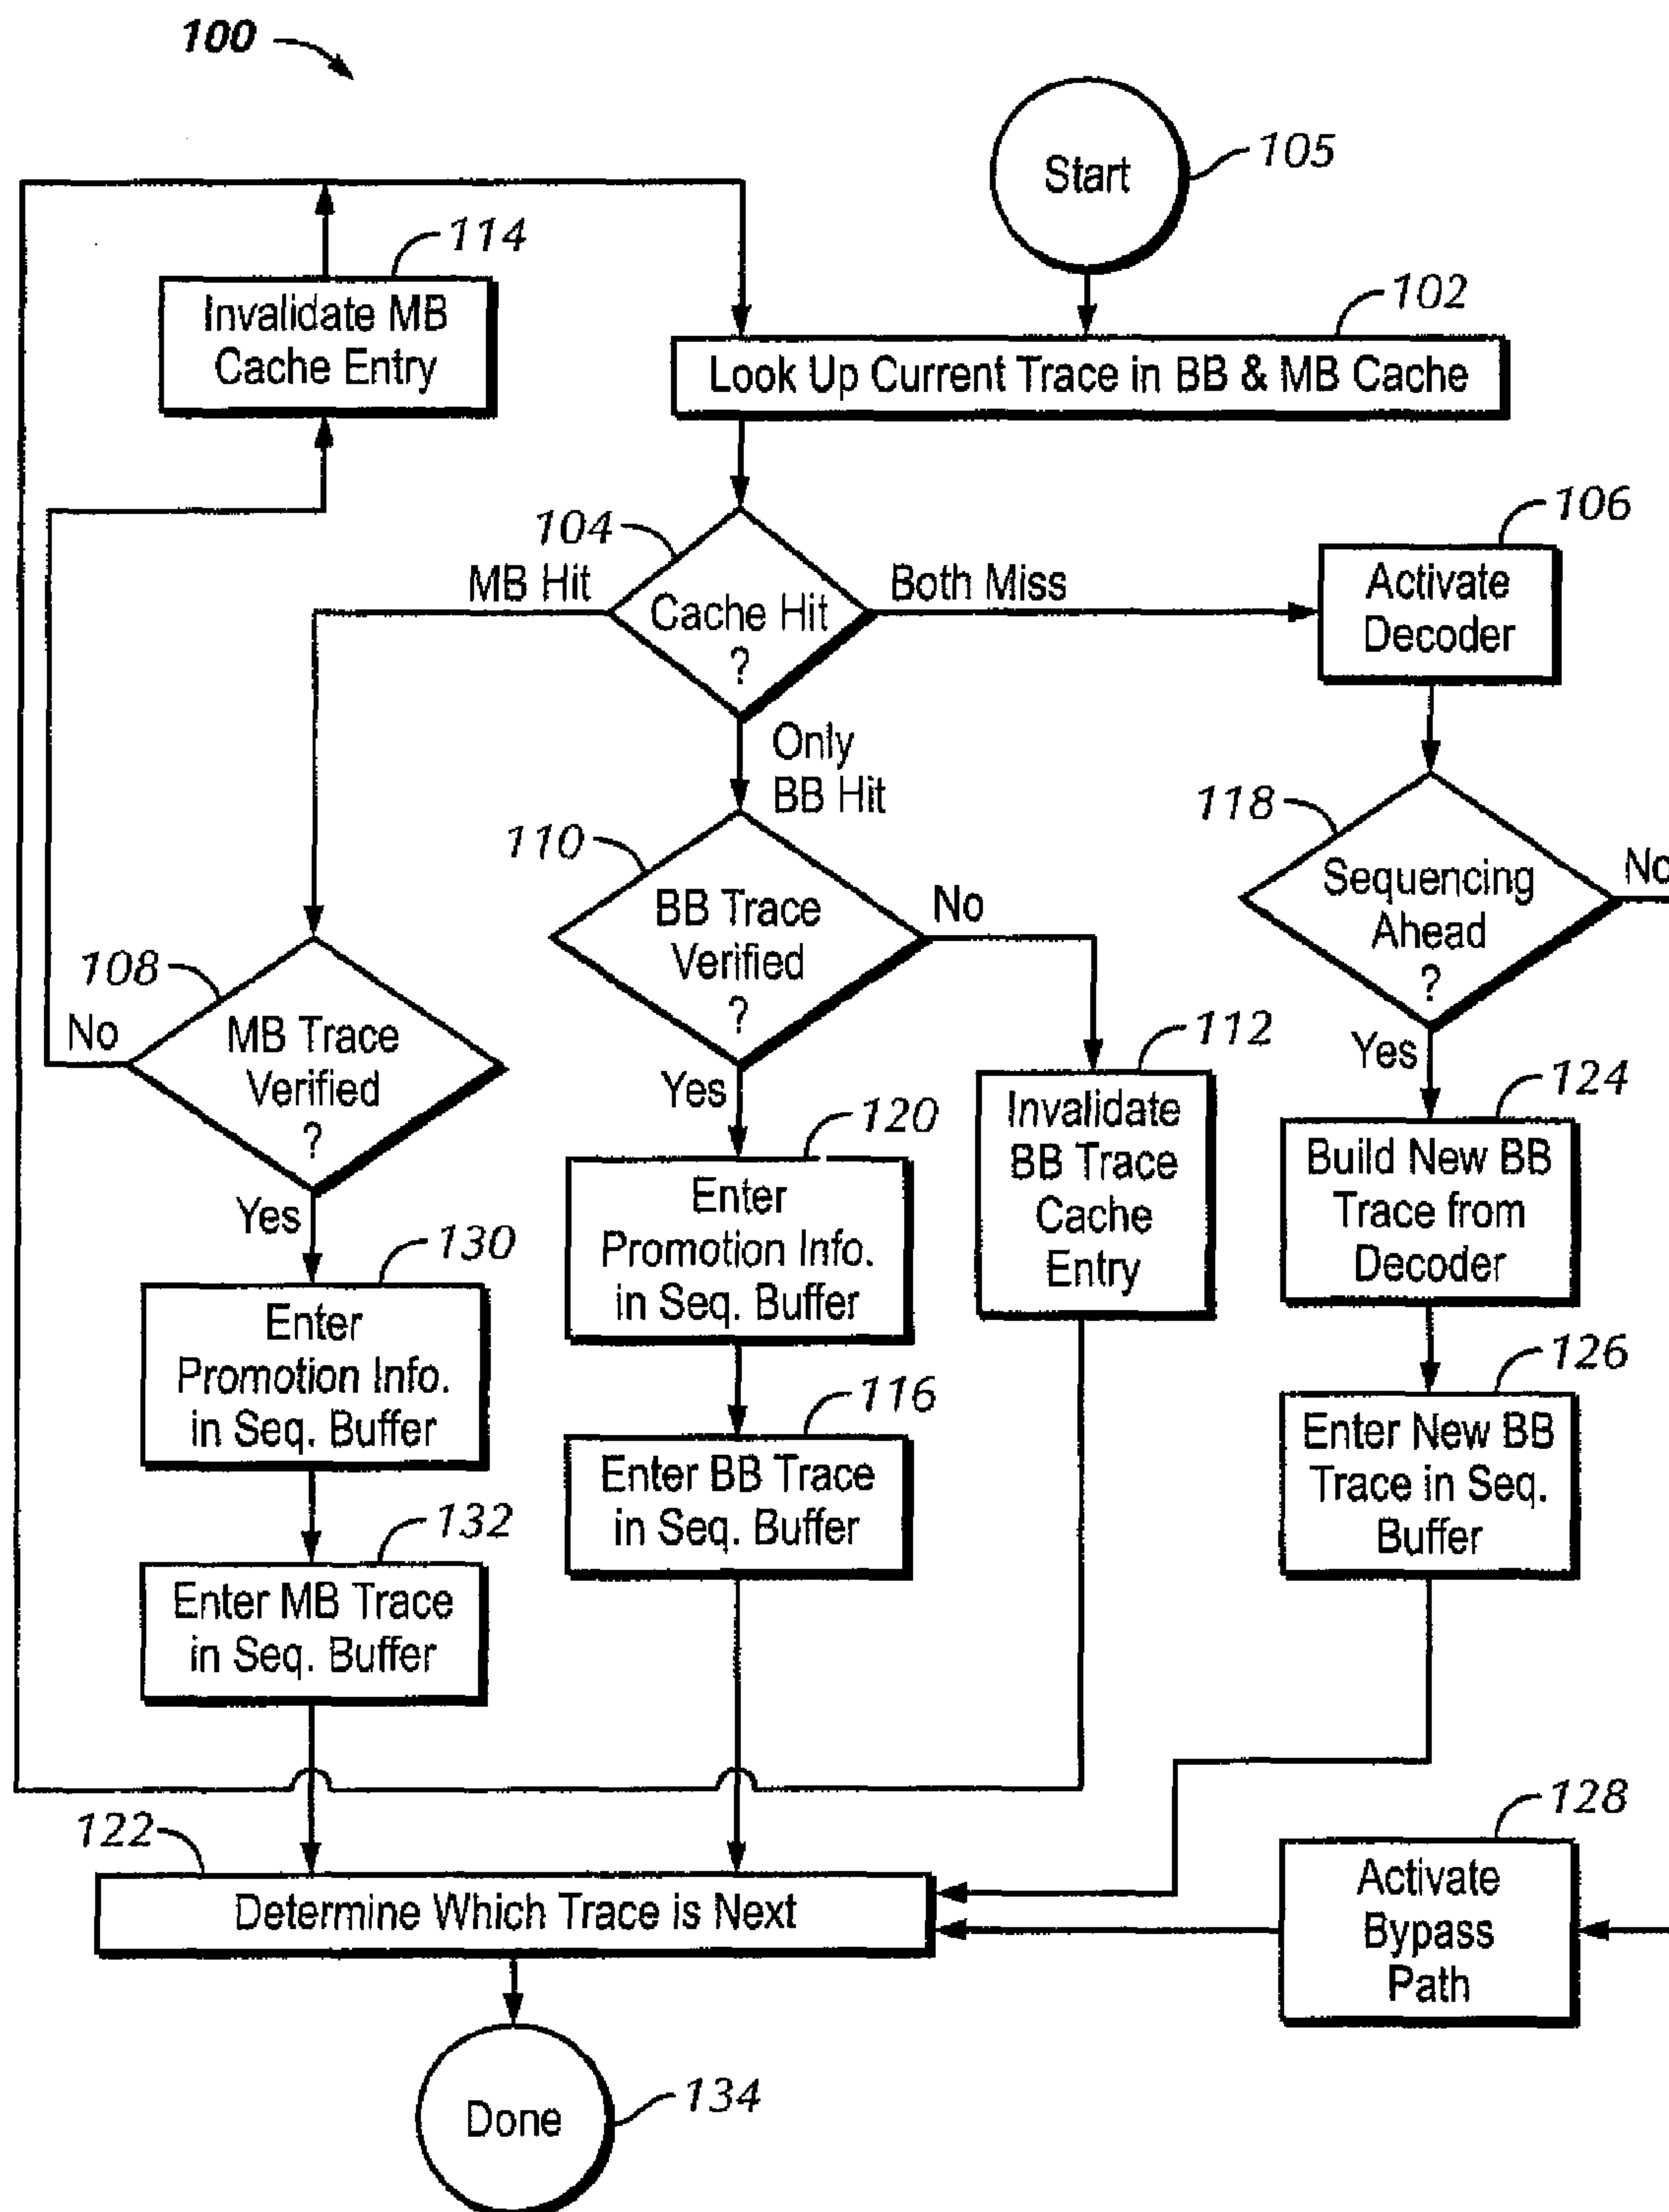 100
Start
105
114
Invalidate MB
Cache Entry
102
Look Up Current Trace in BB & MB Cache
104
MB Hit
Cache Hit
?
Both Miss
106
Activate
Decoder
Only
BB Hit
118
Sequencing
Ahead
?
No
Yes
110
BB Trace
Verified
?
No
Yes
108
No
MB Trace
Verified
?
Yes
112
Invalidate
BB Trace
Cache
Entry
120
Enter
Promotion Info.
in Seq. Buffer
124
Build New BB
Trace from
Decoder
130
Enter
Promotion Info.
in Seq. Buffer
116
Enter BB Trace
in Seq. Buffer
126
Enter New BB
Trace in Seq.
Buffer
132
Enter MB Trace
in Seq. Buffer
122
Determine Which Trace is Next
128
Activate
Bypass
Path
Done
134